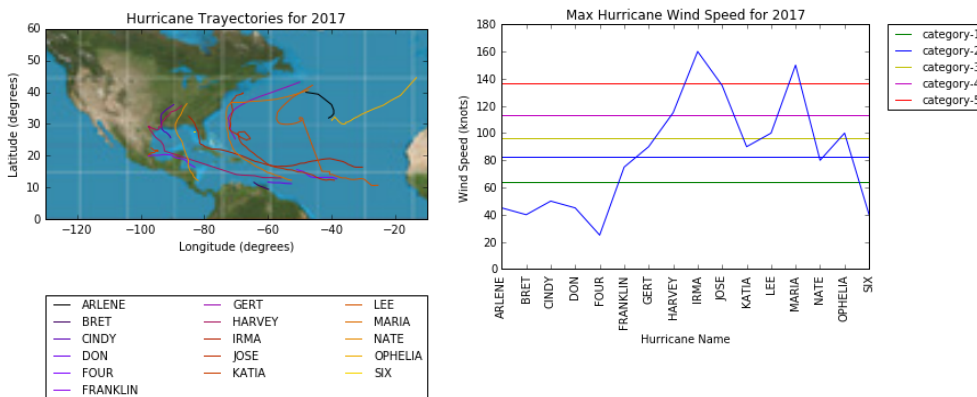 Hurricane Trajectories for 2017
60
50
40
30
20
10
0
Latitude (degrees)
−120 −100 −80 −60 −40 −20
Longitude (degrees)
ARLENE
BRET
CINDY
DON
FOUR
FRANKLIN
GERT
HARVEY
IRMA
JOSE
KATIA
LEE
MARIA
NATE
OPHELIA
SIX
Max Hurricane Wind Speed for 2017
180
160
140
120
100
80
60
40
20
0
Wind Speed (knots)
ARLENE
BRET
CINDY
DON
FOUR
FRANKLIN
GERT
HARVEY
IRMA
JOSE
KATIA
LEE
MARIA
NATE
OPHELIA
SIX
Hurricane Name
category-1
category-2
category-3
category-4
category-5